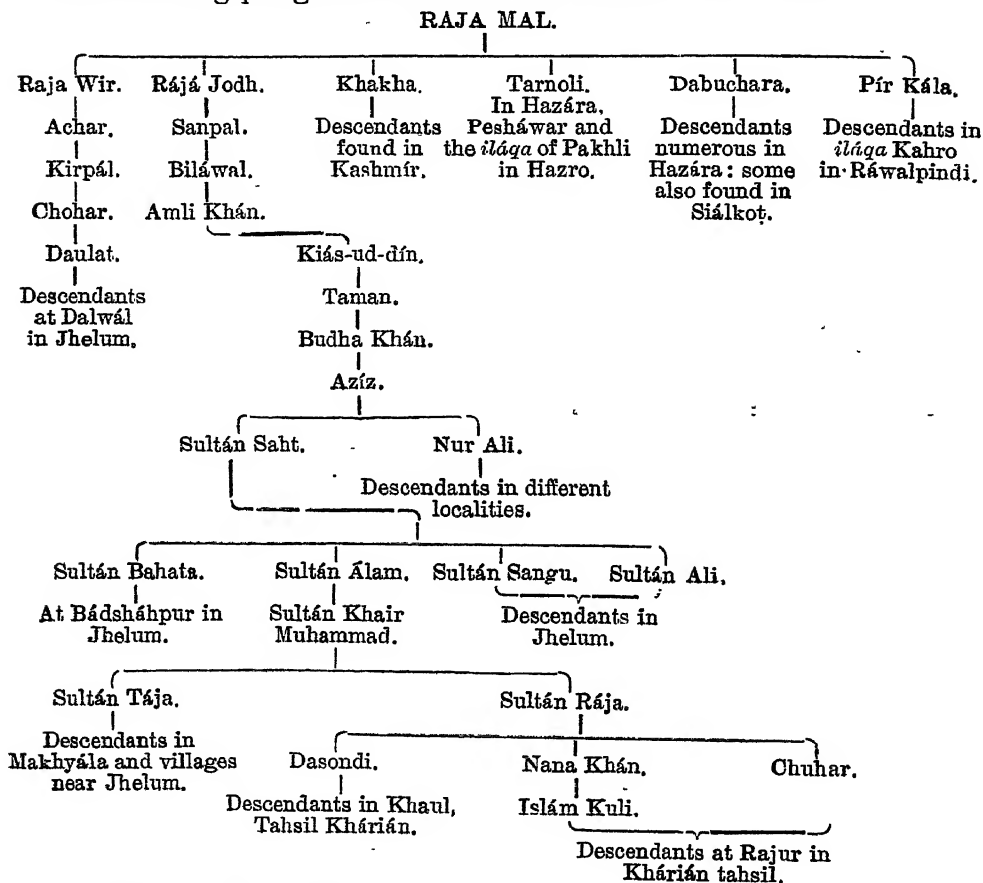 RAJA MAL.
Raja Wir. Rájá Jodh. Khakha. Tarnoli. Dabuchara. Pír Kála.
Achar. Sanpal. Descendants In Hazára, Descendants Descendants in
Kirpál. Biláwal. found in Pesháwar and numerous in iláqa Kahro
Chohar. Amli Khán. Kashmír. the iláqa of Pakhli Hazára: some in Ráwalpindi.
in Hazro. also found in
Siálkoṭ.
Daulat. Kiás-ud-dín.
Descendants Taman.
at Dalwál
in Jhelum. Budha Khán.
Azíz.
Sultán Saht. Nur Ali.
Descendants in different
localities.
Sultán Bahata. Sultán Álam. Sultán Sangu. Sultán Ali.
At Bádsháhpur in Sultán Khair Descendants in
Jhelum. Muhammad. Jhelum.
Sultán Tája. Sultán Rája.
Descendants in
Makhyála and villages Dasondi. Nana Khán. Chuhar.
near Jhelum.
Descendants in Khaul, Islám Kuli.
Tahsil Khárián.
Descendants at Rajur in
Khárián tahsil.